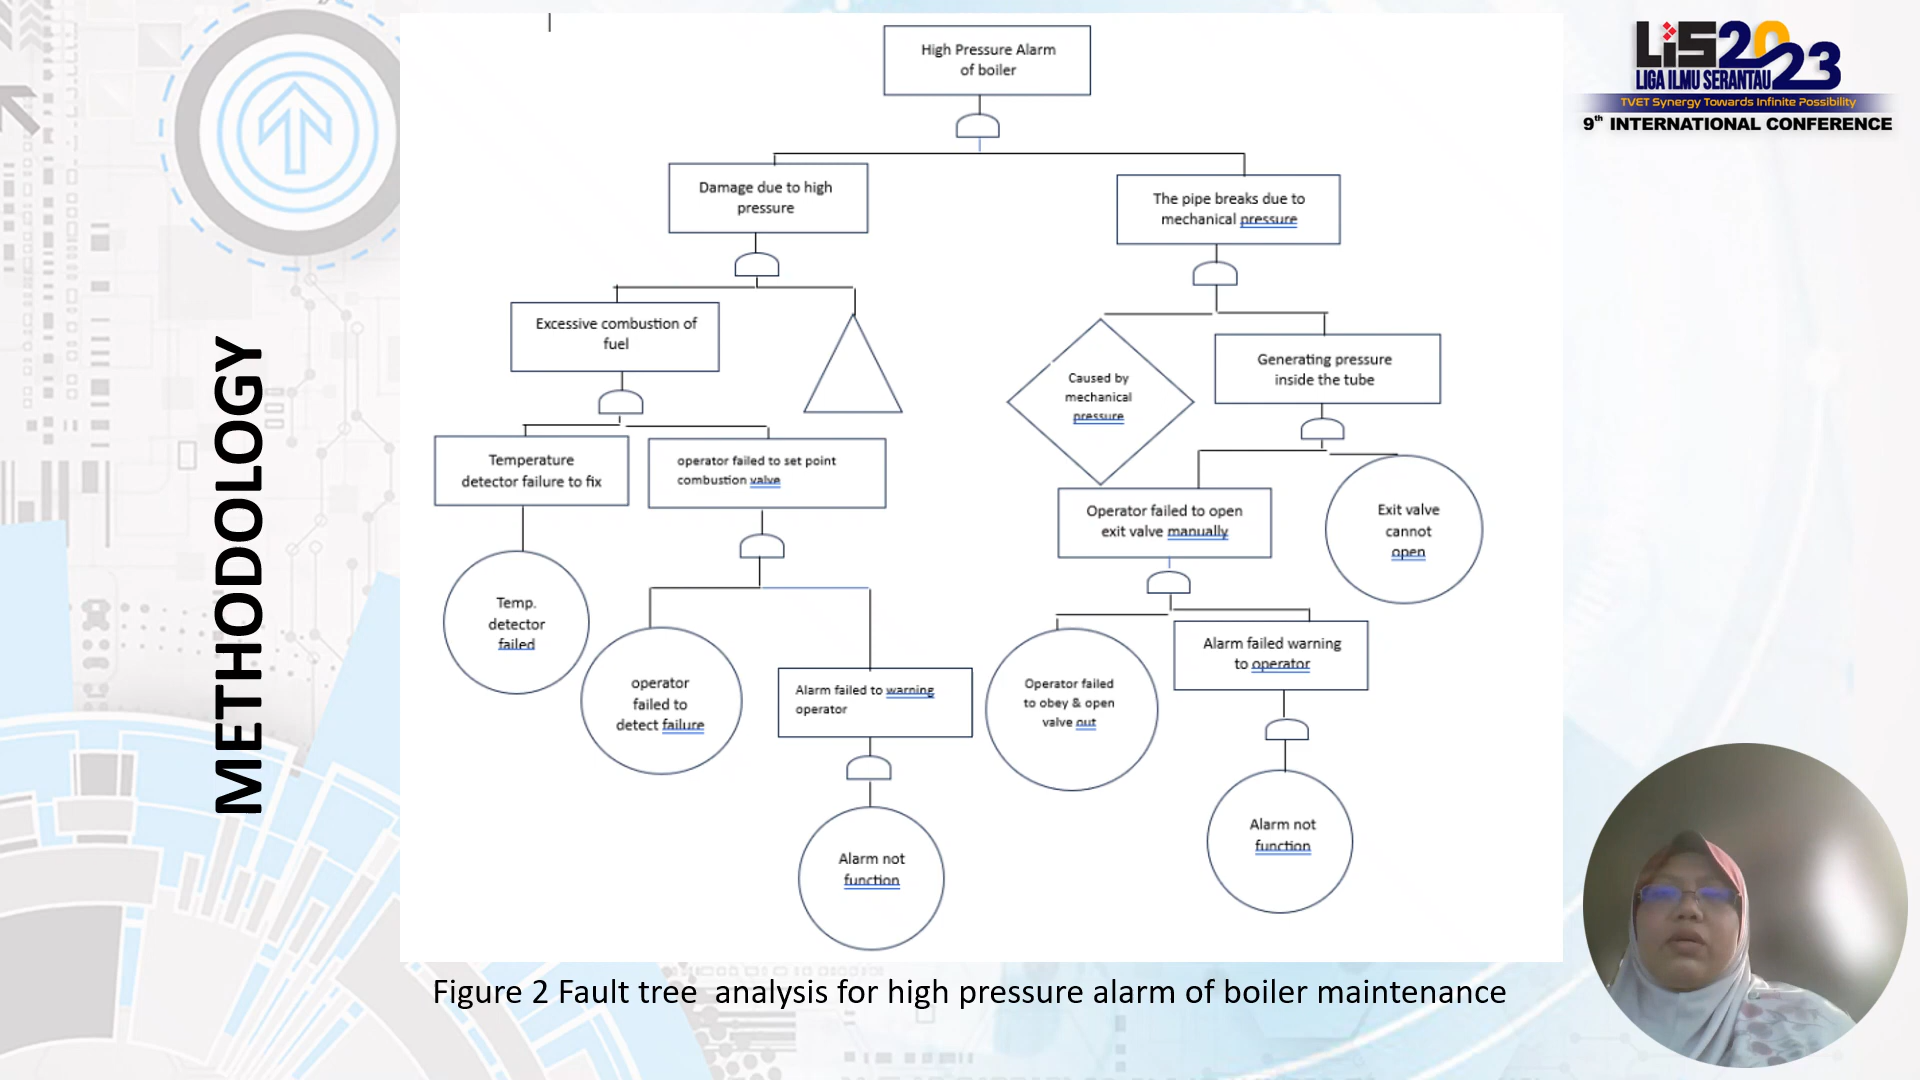 LiS2023
LIGA ILMU SERANTAU
TVET Synergy Towards Infinite Possibility
9th INTERNATIONAL CONFERENCE
METHODOLOGY
High Pressure Alarm
of boiler
Damage due to high
pressure
The pipe breaks due to
mechanical pressure
Excessive combustion of
fuel
Caused by
mechanical
pressure
Generating pressure
inside the tube
Temperature
detector failure to fix
operator failed to set point
combustion valve
Operator failed to open
exit valve manually
Exit valve
cannot
open
Temp.
detector
failed
operator
failed to
detect failure
Alarm failed to warning
operator
Operator failed
to obey & open
valve out
Alarm failed warning
to operator
Alarm not
function
Alarm not
function
Figure 2 Fault tree  analysis for high pressure alarm of boiler maintenance